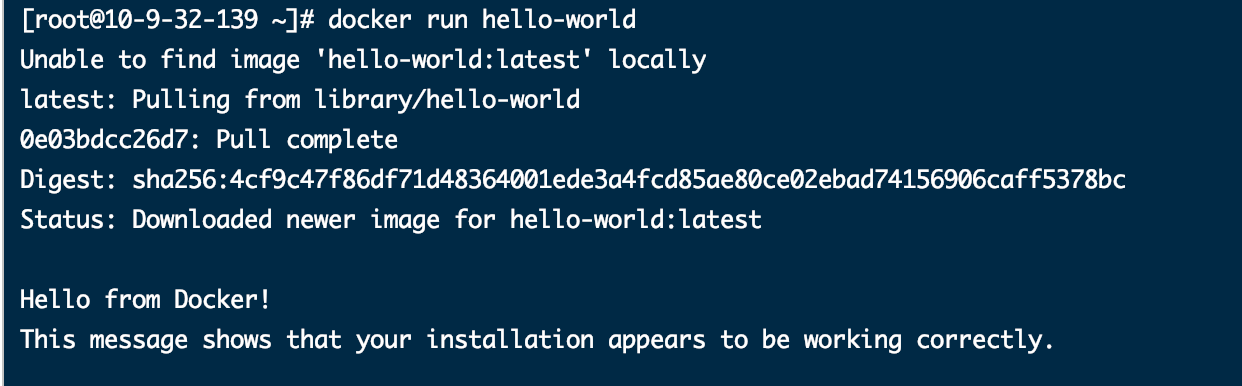 [root@10-9-32-139 ~]# docker run hello-world
Unable to find image 'hello-world:latest' locally
latest: Pulling from library/hello-world
0e03bdcc26d7: Pull complete
Digest: sha256:4cf9c47f86df71d48364001ede3a4fcd85ae80ce02ebad74156906caff5378bc
Status: Downloaded newer image for hello-world:latest
Hello from Docker!
This message shows that your installation appears to be working correctly.